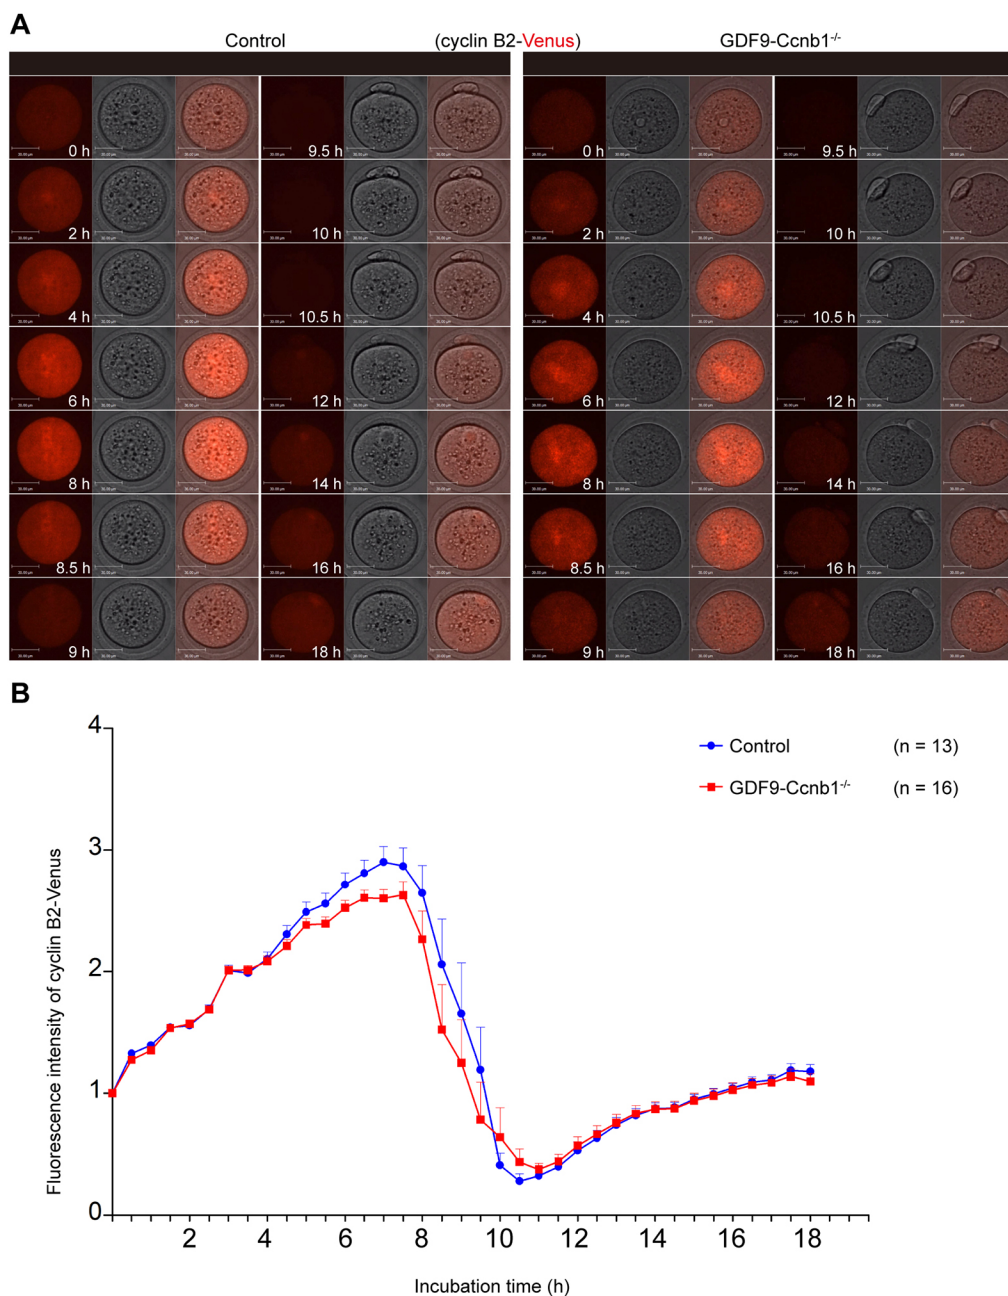 A
Control (cyclin B2-Venus) GDF9-Ccnb1-/-
0 h 9.5 h 0 h 9.5 h
2 h 10 h 2 h 10 h
4 h 10.5 h 4 h 10.5 h
6 h 12 h 6 h 12 h
8 h 14 h 8 h 14 h
8.5 h 16 h 8.5 h 16 h
9 h 18 h 9 h 18 h
B
4
3
2
1
0
Fluorescence intensity of cyclin B2-Venus
Control (n = 13)
GDF9-Ccnb1-/- (n = 16)
2 4 6 8 10 12 14 16 18
Incubation time (h)